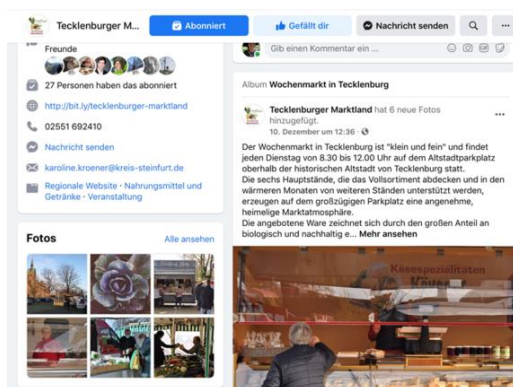 Tecklenburger M...
Abonniert
Gefällt dir
Nachricht senden
Freunde
27 Personen haben das abonniert
http://bit.ly/tecklenburger-marktland
02551 692410
Nachricht senden
karoline.kroener@kreis-steinfurt.de
Regionale Website · Nahrungsmittel und
Getränke · Veranstaltung
Fotos
Alle ansehen
Gib einen Kommentar ein ...
Album Wochenmarkt in Tecklenburg
Tecklenburger Marktland hat 6 neue Fotos
hinzugefügt.
10. Dezember um 12:36 ·
Der Wochenmarkt in Tecklenburg ist "klein und fein" und findet
jeden Dienstag von 8.30 bis 12.00 Uhr auf dem Altstadtparkplatz
oberhalb der historischen Altstadt von Tecklenburg statt.
Die sechs Hauptstände, die das Vollsortiment abdecken und in den
wärmeren Monaten von weiteren Ständen unterstützt werden,
erzeugen auf dem großzügigen Parkplatz eine angenehme,
heimelige Marktatmosphäre.
Die angebotene Ware zeichnet sich durch den großen Anteil an
biologisch und nachhaltig e... Mehr ansehen
Käsespezialitäten